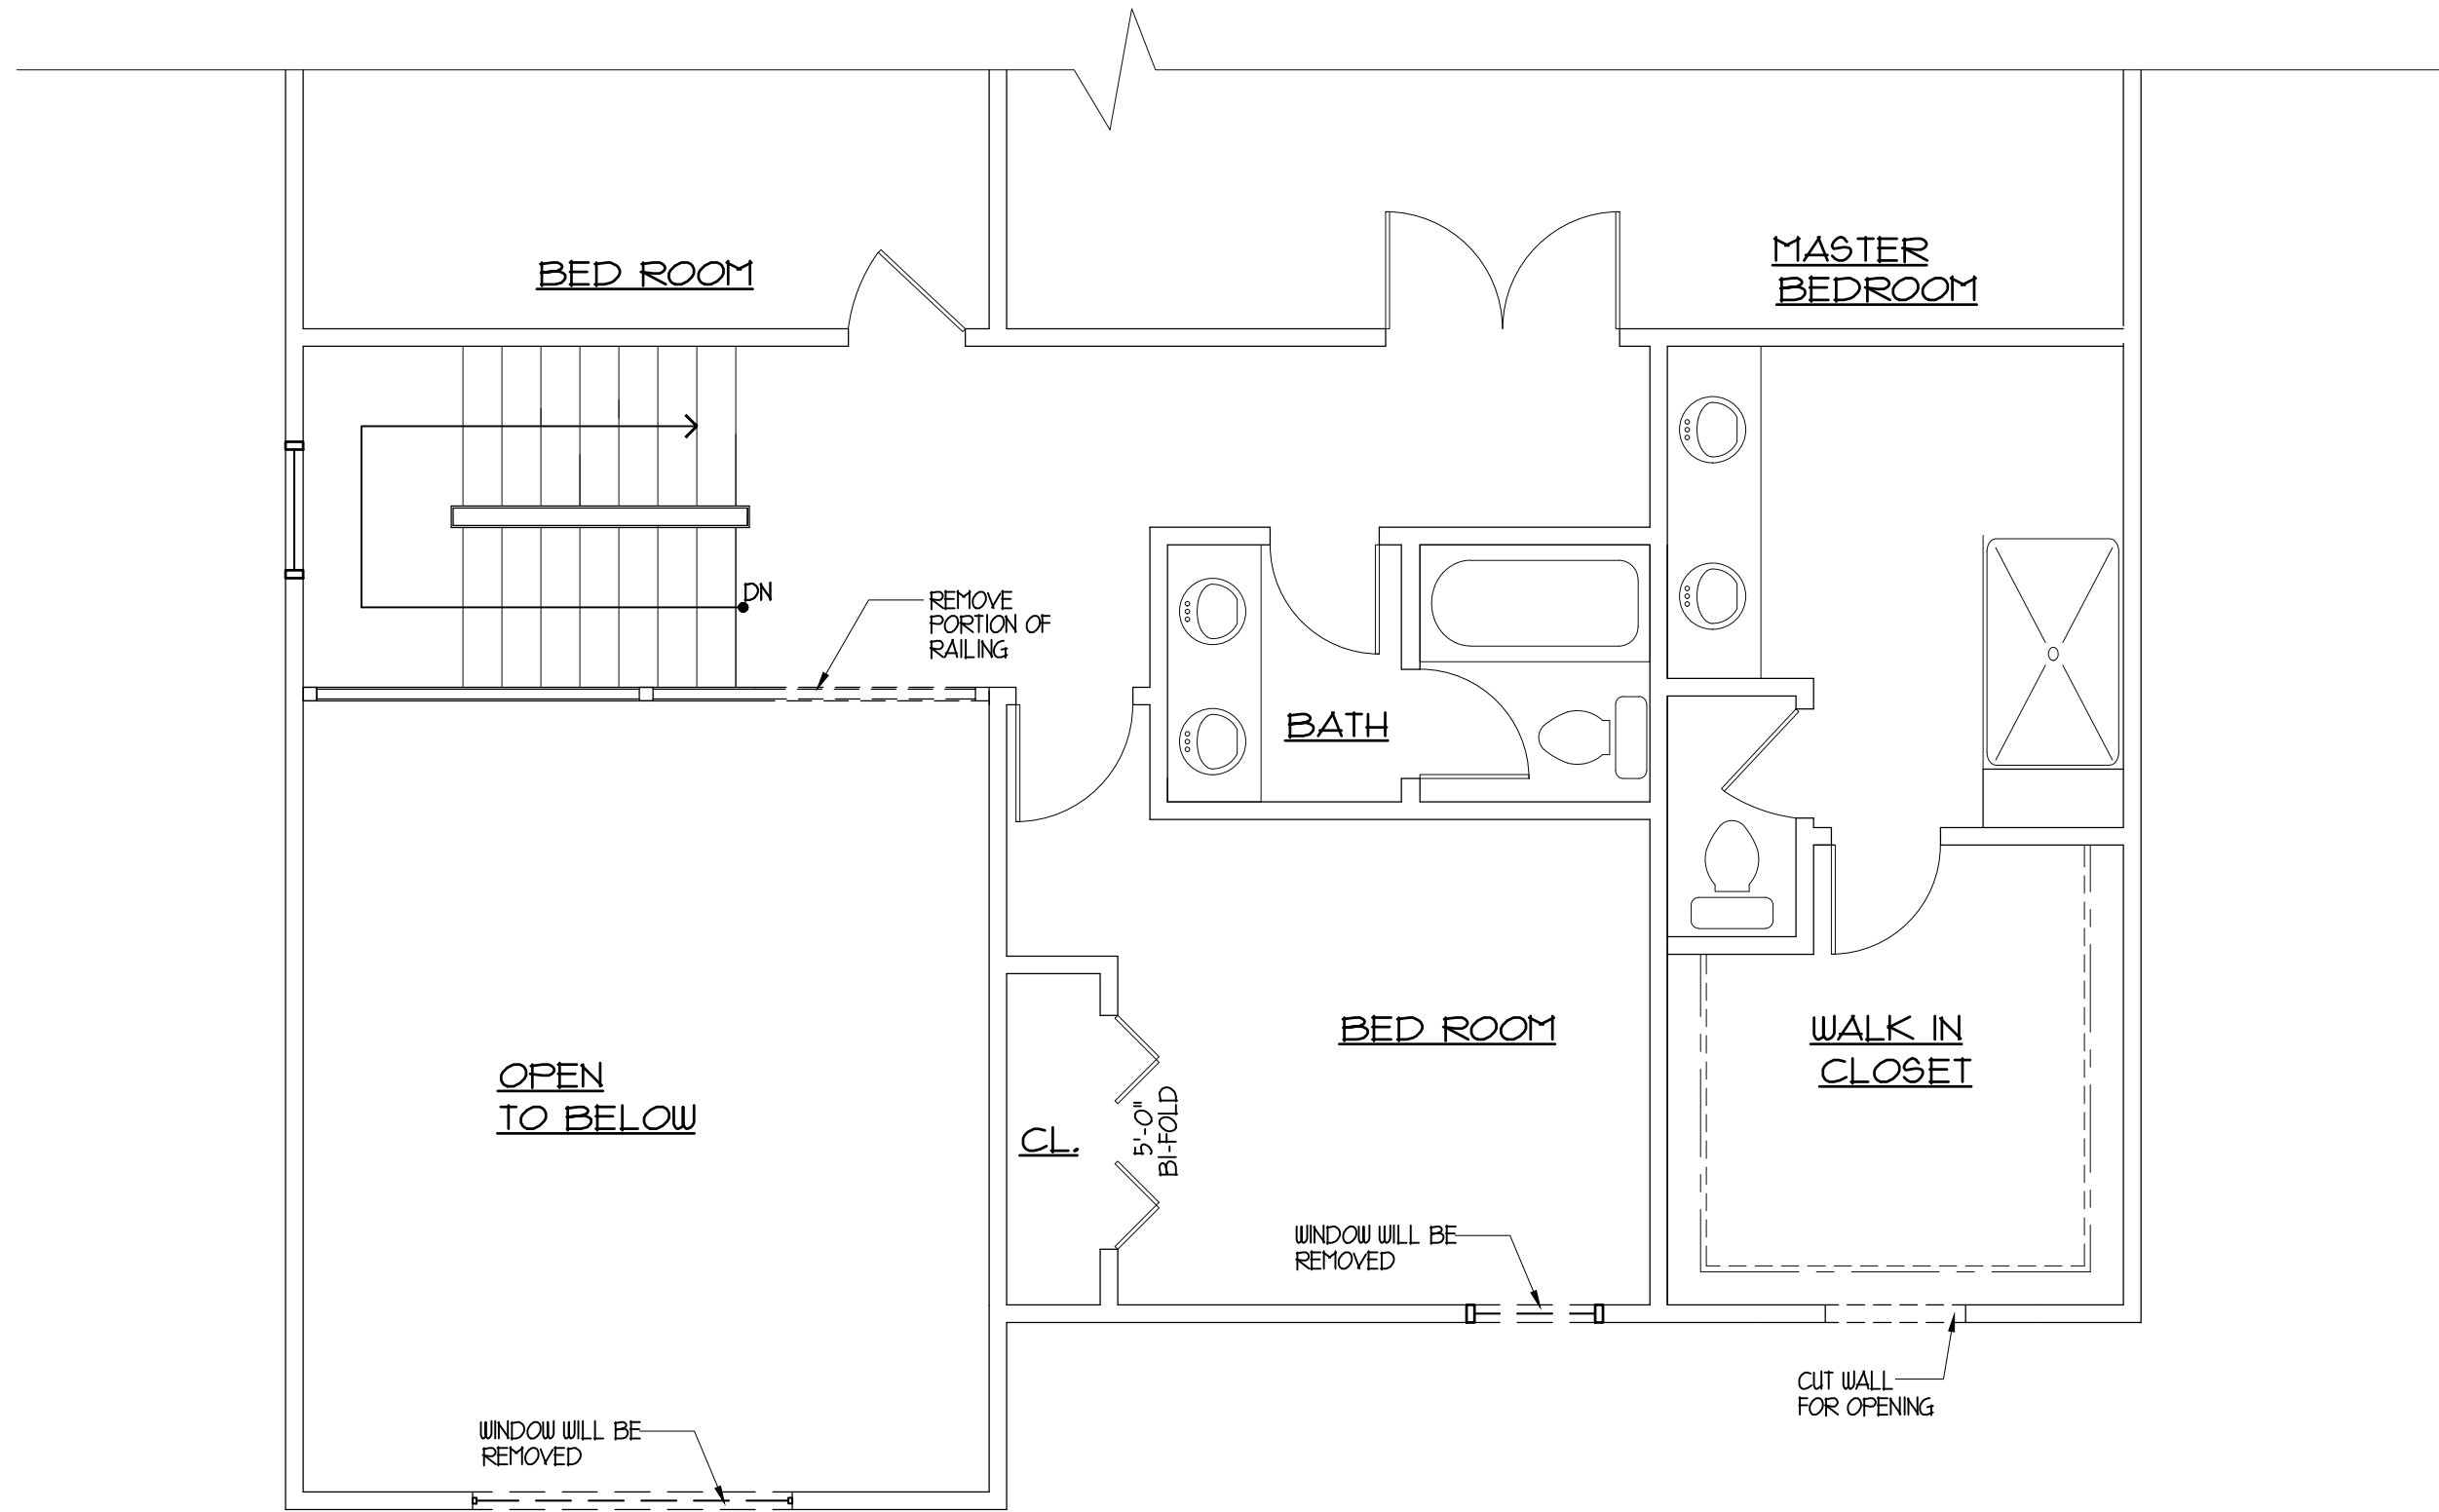 BED ROOM
MASTER
BEDROOM
DN
REMOVE
PORTION OF
RAILING
BATH
BED ROOM
WALK IN
CLOSET
OPEN
TO BELOW
CL.
5'-0"
BI-FOLD
WINDOW WILL BE
REMOVED
CUT WALL
FOR OPENING
WINDOW WILL BE
REMOVED